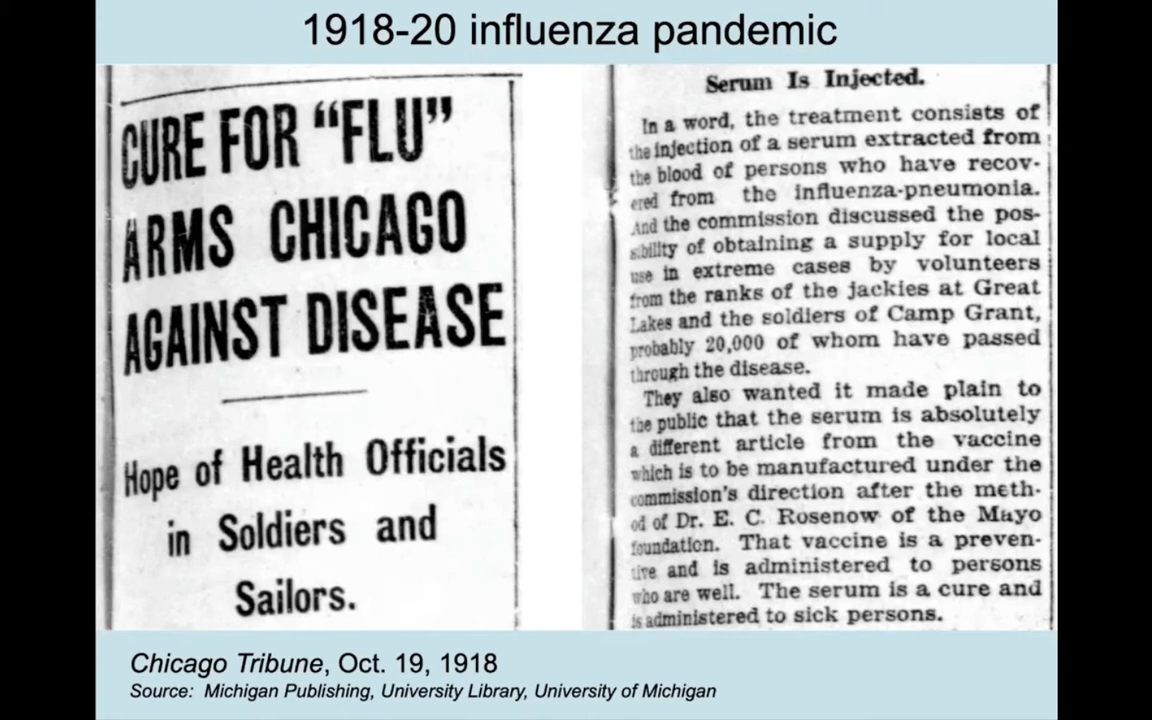 1918-20 influenza pandemic
CURE FOR “FLU”
ARMS CHICAGO
AGAINST DISEASE
Hope of Health Officials
in Soldiers and
Sailors.
Serum Is Injected.
In a word, the treatment consists of
the injection of a serum extracted from
the blood of persons who have recov-
ered from the influenza-pneumonia.
And the commission discussed the pos-
sibility of obtaining a supply for local
use in extreme cases by volunteers
from the ranks of the jackies at Great
Lakes and the soldiers of Camp Grant,
probably 20,000 of whom have passed
through the disease.
They also wanted it made plain to
the public that the serum is absolutely
a different article from the vaccine
which is to be manufactured under the
commission's direction after the meth-
od of Dr. E. C. Rosenow of the Mayo
foundation. That vaccine is a preven-
tive and is administered to persons
who are well. The serum is a cure and
is administered to sick persons.
Chicago Tribune, Oct. 19, 1918
Source: Michigan Publishing, University Library, University of Michigan